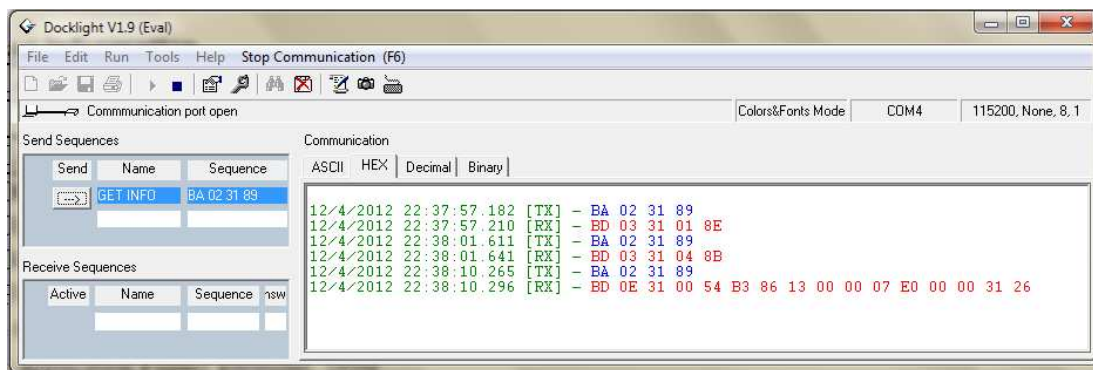 Docklight V1.9 (Eval)
File Edit Run Tools Help Stop Communication (F6)
Commmunication port open Colors&Fonts Mode COM4 115200, None, 8, 1
Send Sequences
Send Name Sequence
---> GET INFO BA 02 31 89
Receive Sequences
Active Name Sequence nsw
Communication
ASCII HEX Decimal Binary
12/4/2012 22:37:57.182 [TX] - BA 02 31 89
12/4/2012 22:37:57.210 [RX] - BD 03 31 01 8E
12/4/2012 22:38:01.611 [TX] - BA 02 31 89
12/4/2012 22:38:01.641 [RX] - BD 03 31 04 8B
12/4/2012 22:38:10.265 [TX] - BA 02 31 89
12/4/2012 22:38:10.296 [RX] - BD 0E 31 00 54 B3 86 13 00 00 07 E0 00 00 31 26